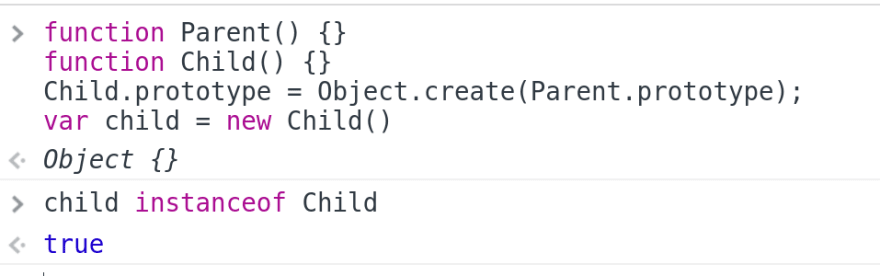 function Parent() {}
function Child() {}
Child.prototype = Object.create(Parent.prototype);
var child = new Child()
Object {}
child instanceof Child
true